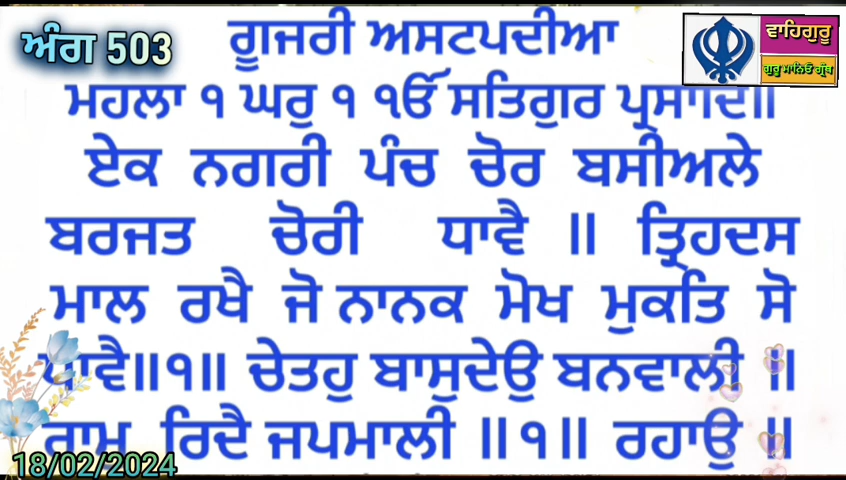 ਅੰਗ 503
ਗੂਜਰੀ ਅਸਟਪਦੀਆ
ਵਾਹਿਗੁਰੂ
ਗੁਰੂ ਮਾਨਿਓ ਗ੍ਰੰਥ
ਮਹਲਾ ੧ ਘਰੁ ੧ ੴ ਸਤਿਗੁਰ ਪ੍ਰਸਾਦਿ॥
ਏਕ ਨਗਰੀ ਪੰਚ ਚੋਰ ਬਸੀਅਲੇ
ਬਰਜਤ ਚੋਰੀ ਧਾਵੈ ॥ ਤ੍ਰਿਹਦਸ
ਮਾਲ ਰਖੈ ਜੋ ਨਾਨਕ ਮੋਖ ਮੁਕਤਿ ਸੋ
ਪਾਵੈ॥੧॥ ਚੇਤਹੁ ਬਾਸੁਦੇਉ ਬਨਵਾਲੀ ॥
ਰਾਮੁ ਰਿਦੈ ਜਪਮਾਲੀ ॥੧॥ ਰਹਾਉ ॥
18/02/2024